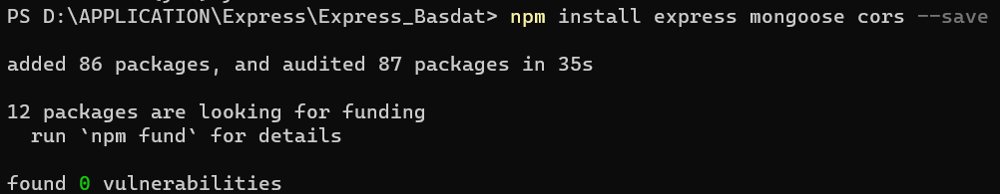 PS D:\APPLICATION\Express\Express_Basdat> npm install express mongoose cors --save
added 86 packages, and audited 87 packages in 35s
12 packages are looking for funding
run `npm fund` for details
found 0 vulnerabilities